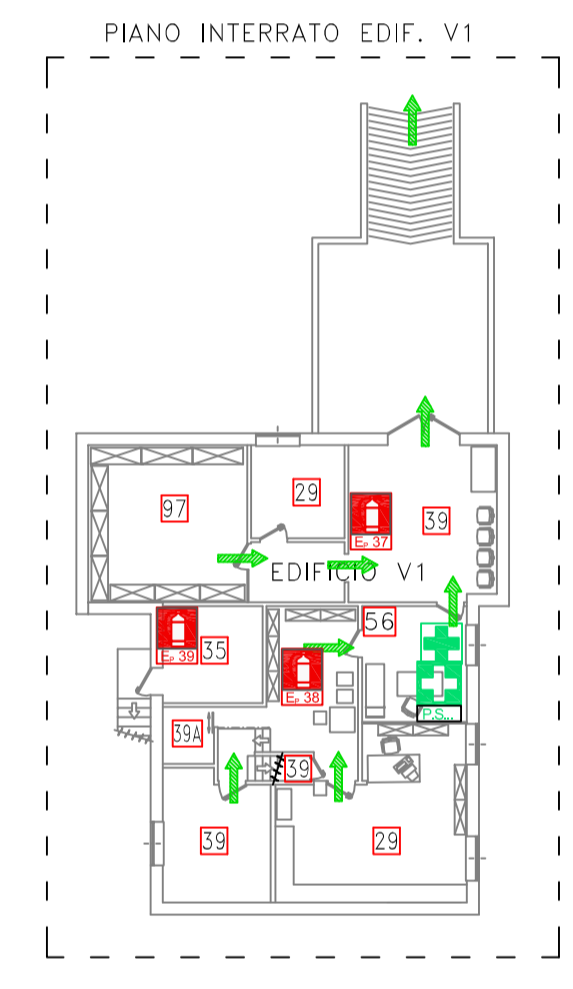 PIANO INTERRATO EDIF. V1
97
29
39
EP 37
EDIFICIO V1
56
EP 39
35
EP 38
P.S...
39A
39
39
29